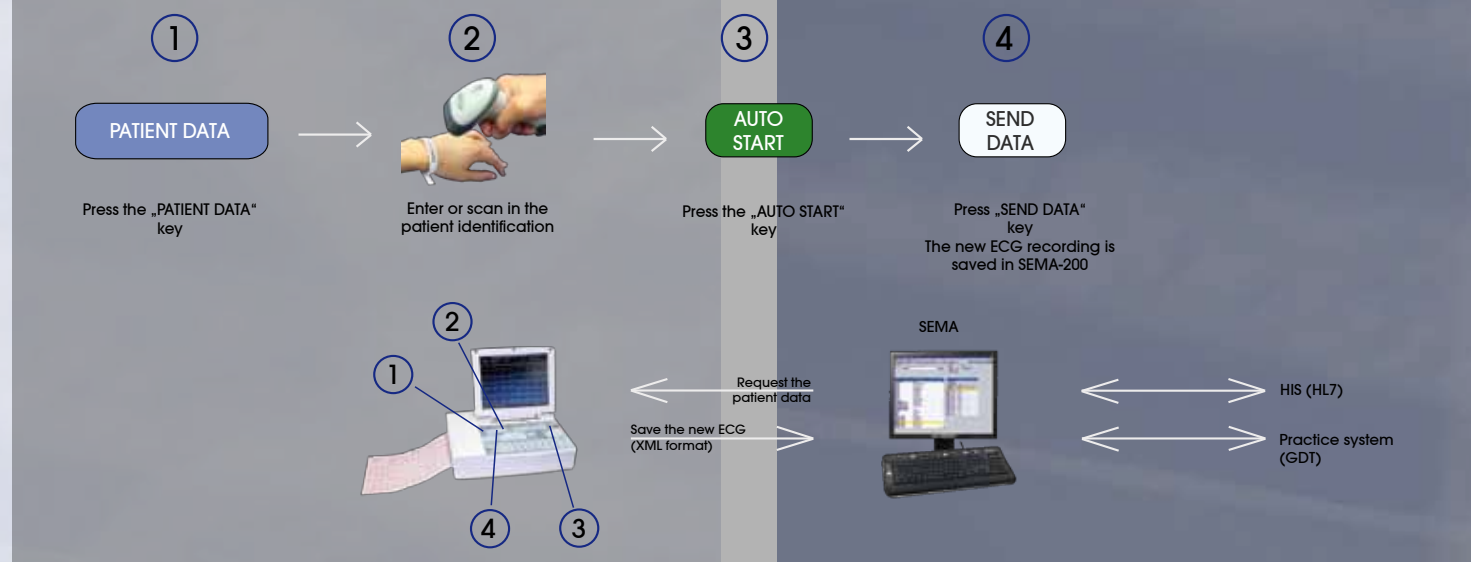 1
2
3
4
PATIENT DATA
AUTO
START
SEND
DATA
Press the „PATIENT DATA“
key
Enter or scan in the
patient identification
Press the „AUTO START“
key
Press „SEND DATA“
key
The new ECG recording is
saved in SEMA-200
2
1
4
3
SEMA
Request the
patient data
Save the new ECG
(XML format)
HIS (HL7)
Practice system
(GDT)